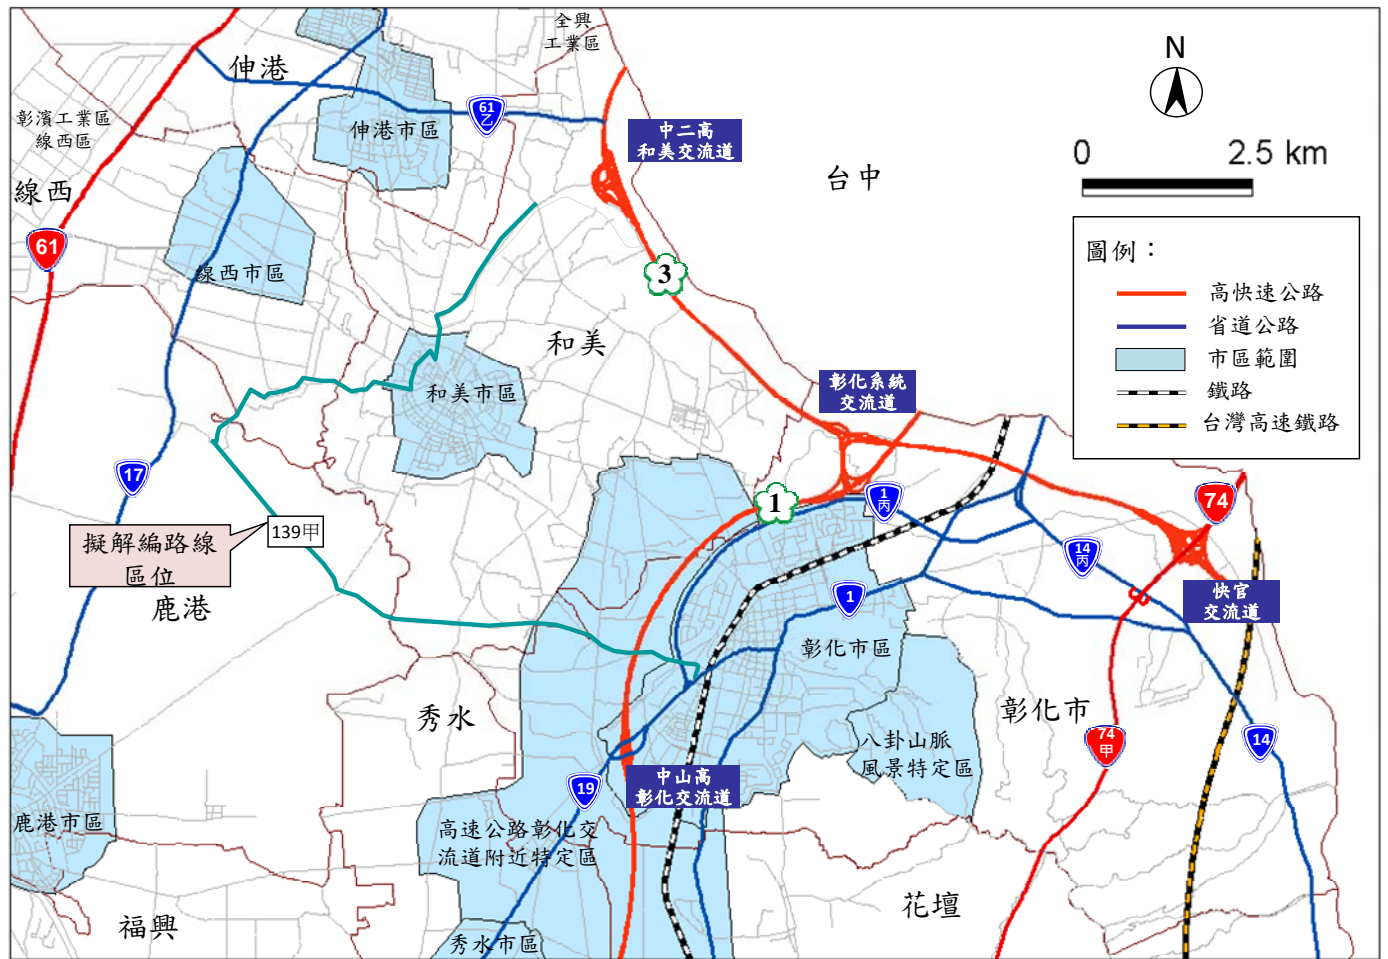 全興
工業區
N
伸港
彰濱工業區
線西區
61
乙
伸港市區
中二高
和美交流道
0
2.5 km
台中
線西
61
線西市區
3
圖例：
高快速公路
省道公路
市區範圍
鐵路
台灣高速鐵路
和美
和美市區
彰化系統
交流道
17
1
1
丙
74
139甲
擬解編路線
區位
14
丙
快官
交流道
鹿港
1
彰化市區
秀水
彰化市
74
甲
14
八卦山脈
風景特定區
中山高
彰化交流道
19
鹿港市區
高速公路彰化交
流道附近特定區
福興
花壇
秀水市區